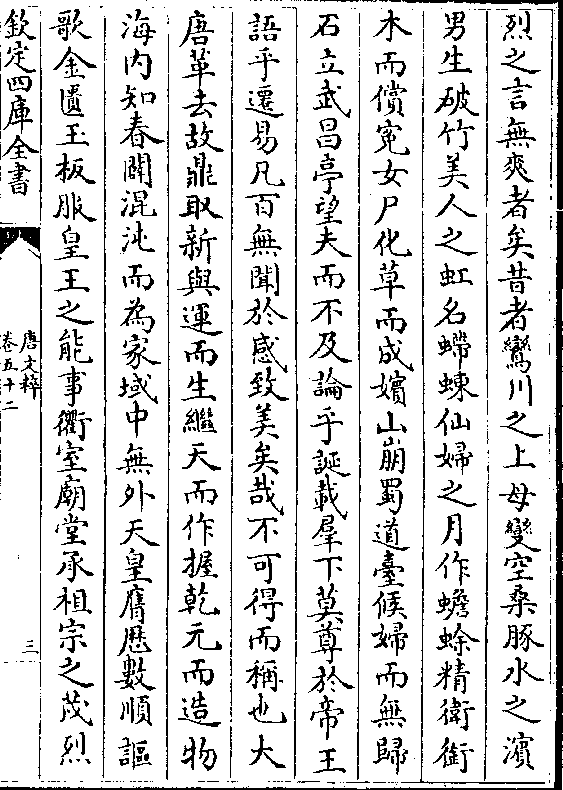 烈之言無爽者矣昔者鸞川之上母變空桑豚水之濱
男生破竹美人之虹名螮蝀仙婦之月作蟾蜍精衛銜
木而償寃女尸化草而成媍山崩蜀道臺候婦而無歸
石立武昌亭望夫而不及論乎誕載羣下莫尊於帝王
語乎遷易凡百無聞於感致美矣哉不可得而稱也大
唐革去故鼎取新與運而生繼天而作握乾元而造物
海内知春闢混沌而為家域中無外天皇膺厯數順謳
歌金匱玉板服皇王之能事衢室廟堂承祖宗之茂烈
欽定四庫全書
唐文粹
卷五十二
三